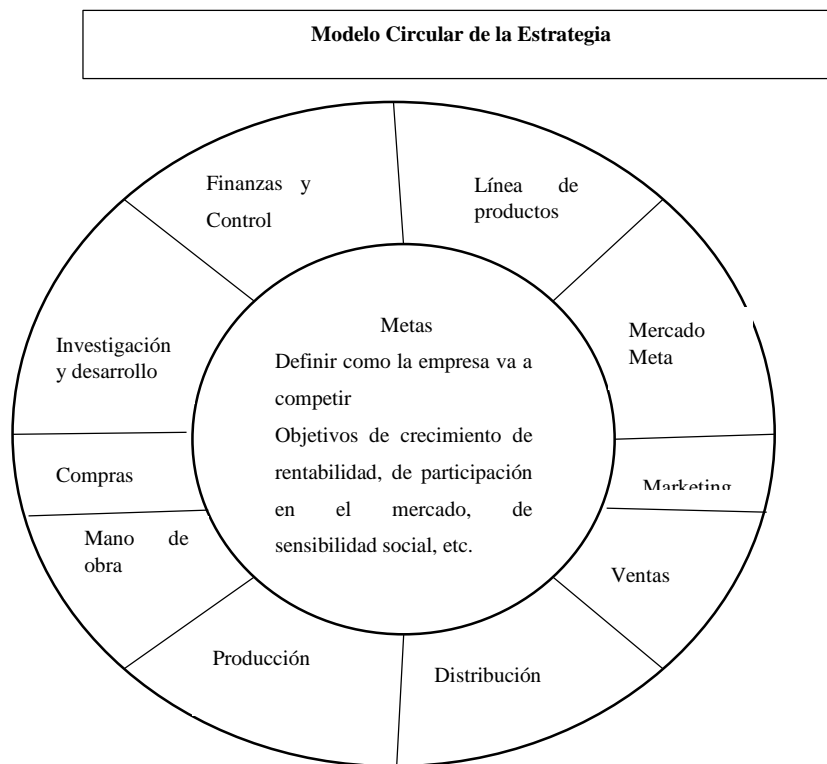 Modelo Circular de la Estrategia
Finanzas y
Control
Línea de
productos
Mercado
Meta
Marketing
Ventas
Distribución
Producción
Mano de
obra
Compras
Investigación
y desarrollo
Metas
Definir como la empresa va a
competir
Objetivos de crecimiento de
rentabilidad, de participación
en el mercado, de
sensibilidad social, etc.